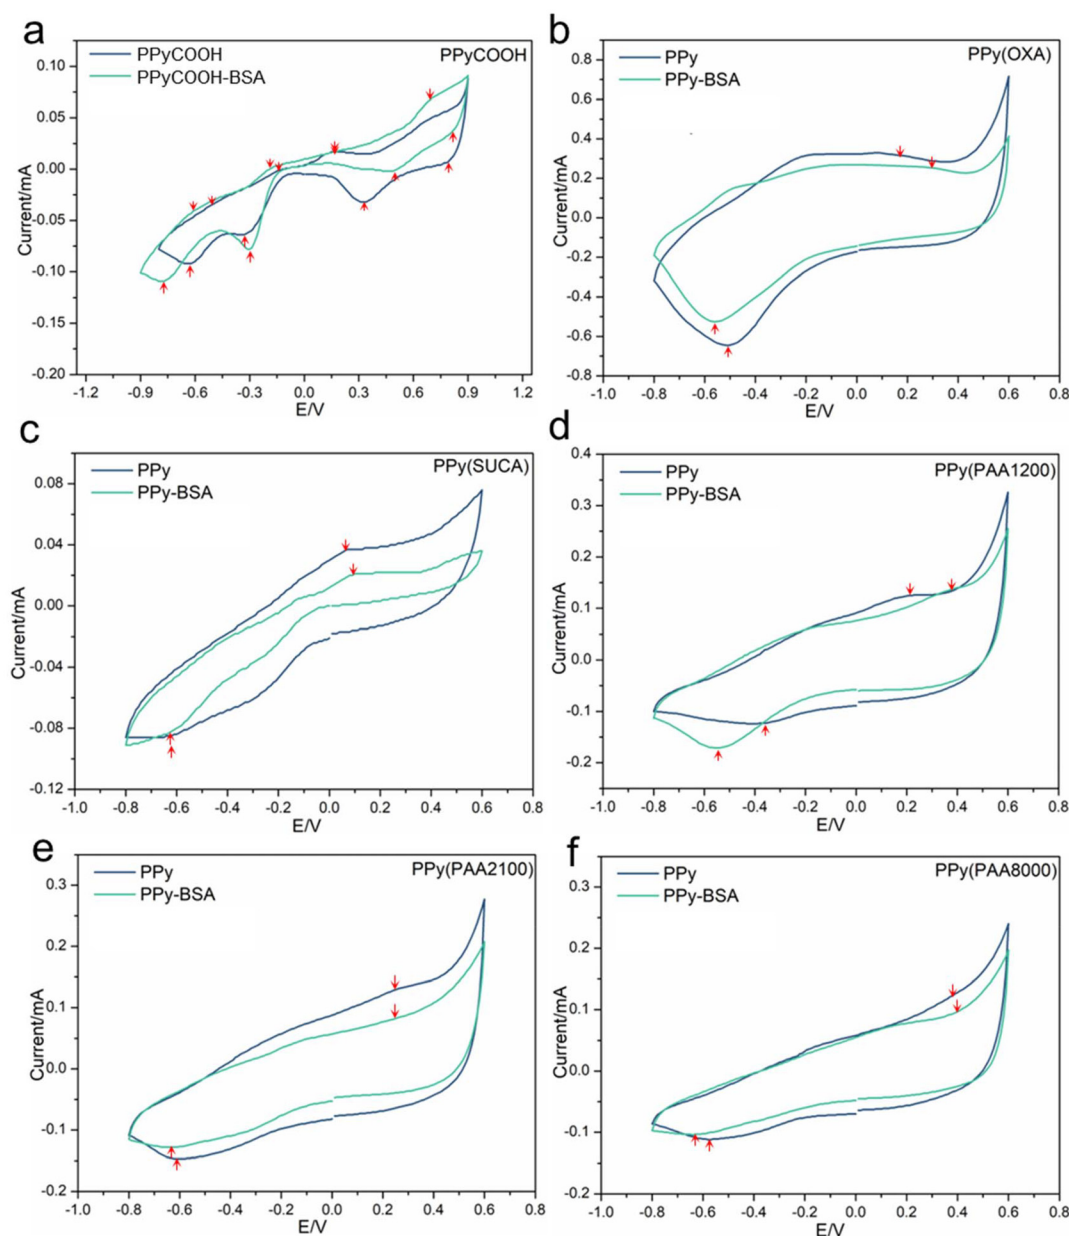 a
PPyCOOH
PPyCOOH-BSA
PPyCOOH
0.10
0.05
0.00
-0.05
-0.10
-0.15
-0.20
Current/mA
-1.2 -0.9 -0.6 -0.3 0.0 0.3 0.6 0.9 1.2
E/V
b
PPy
PPy-BSA
PPy(OXA)
0.8
0.6
0.4
0.2
0.0
-0.2
-0.4
-0.6
-0.8
Current/mA
-1.0 -0.8 -0.6 -0.4 -0.2 0.0 0.2 0.4 0.6 0.8
E/V
c
PPy
PPy-BSA
PPy(SUCA)
0.08
0.04
0.00
-0.04
-0.08
-0.12
Current/mA
-1.0 -0.8 -0.6 -0.4 -0.2 0.0 0.2 0.4 0.6 0.8
E/V
d
PPy
PPy-BSA
PPy(PAA1200)
0.4
0.3
0.2
0.1
0.0
-0.1
-0.2
Current/mA
-1.0 -0.8 -0.6 -0.4 -0.2 0.0 0.2 0.4 0.6 0.8
E/V
e
PPy
PPy-BSA
PPy(PAA2100)
0.3
0.2
0.1
0.0
-0.1
-0.2
Current/mA
-1.0 -0.8 -0.6 -0.4 -0.2 0.0 0.2 0.4 0.6 0.8
E/V
f
PPy
PPy-BSA
PPy(PAA8000)
0.3
0.2
0.1
0.0
-0.1
-0.2
Current/mA
-1.0 -0.8 -0.6 -0.4 -0.2 0.0 0.2 0.4 0.6 0.8
E/V